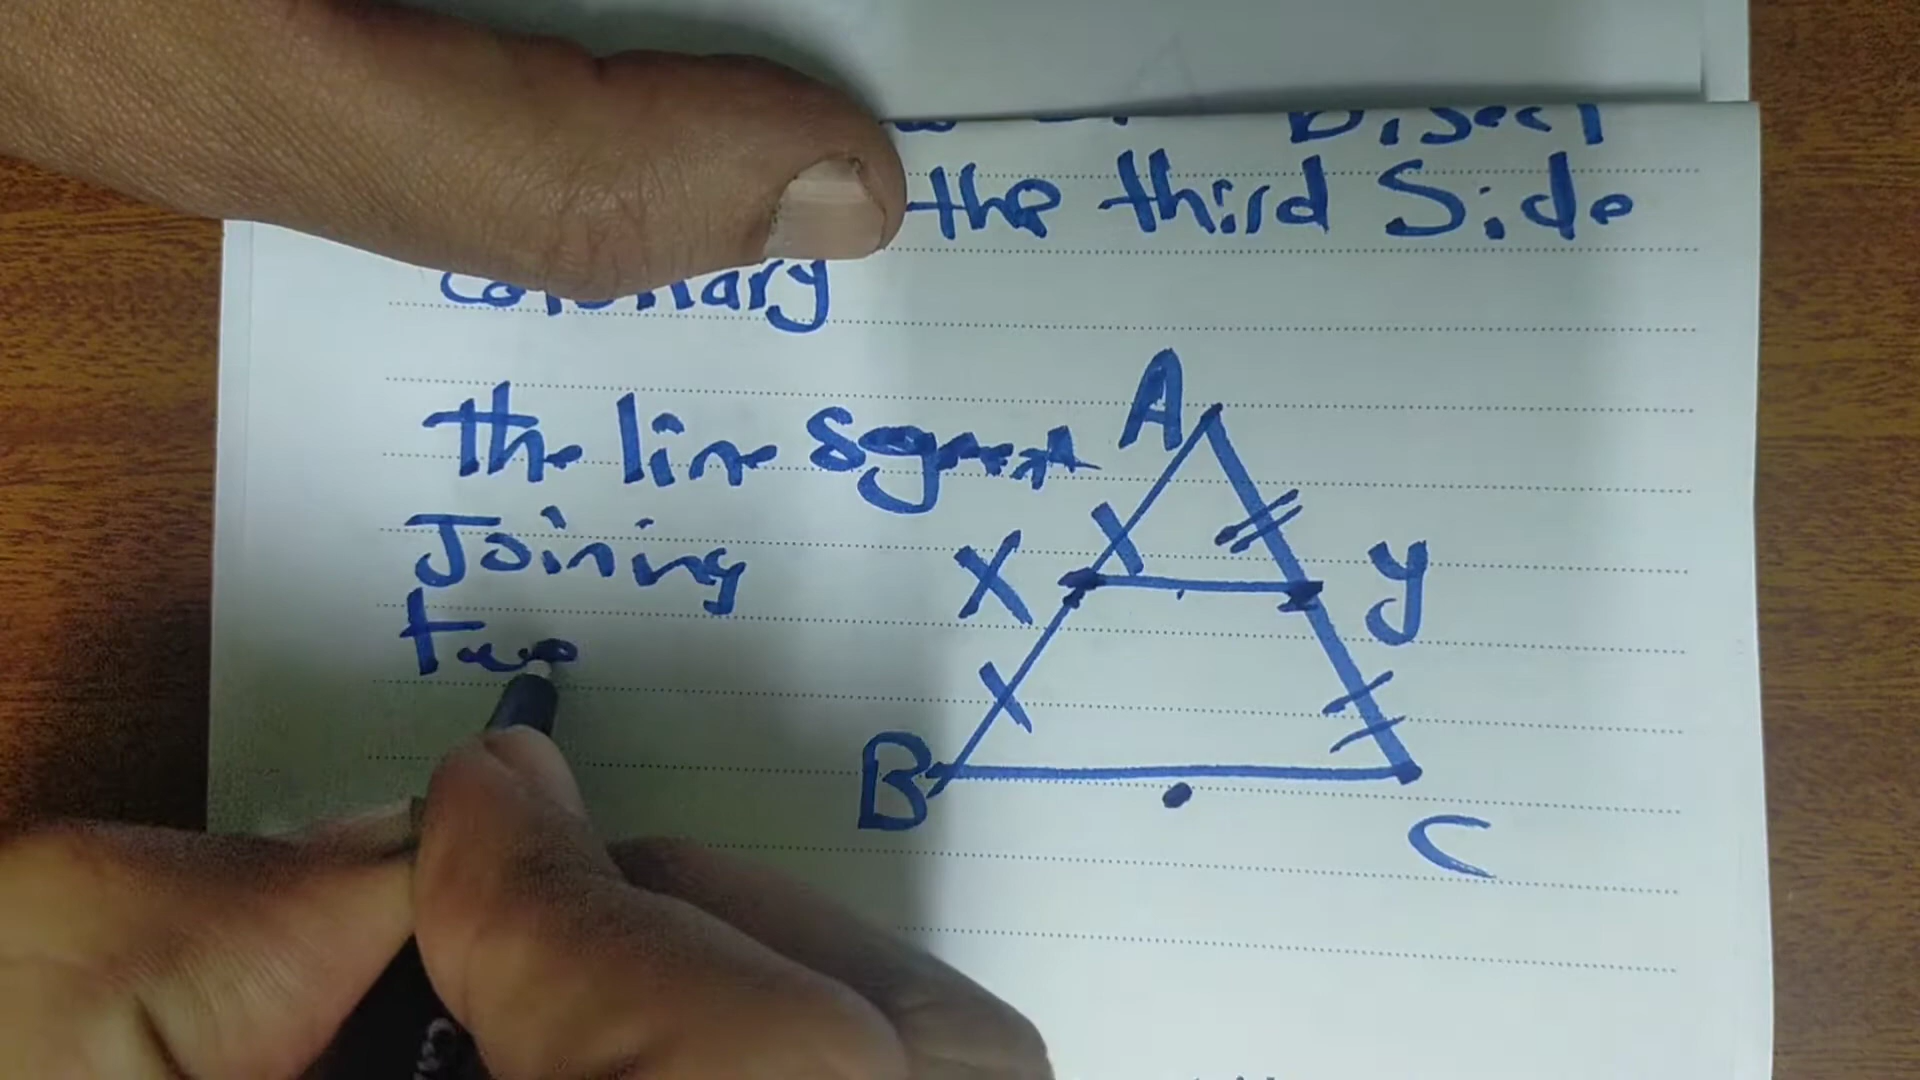 Bisect
the third Side
Corollary
A
the line Segment
X
y
Joining
two
B
C